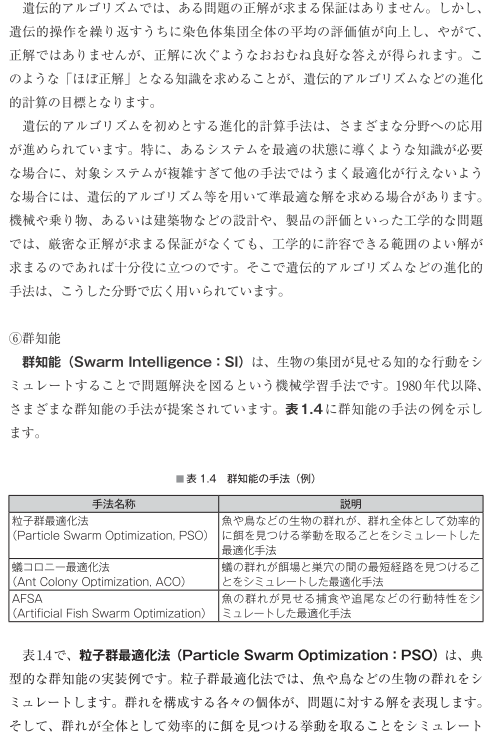 遺伝的アルゴリズムでは、ある問題の正解が求まる保証はありません。しかし、
遺伝的操作を繰り返すうちに染色体集団全体の平均の評価値が向上し、やがて、
正解ではありませんが、正解に次ぐようなおおむね良好な答えが得られます。こ
のような「ほぼ正解」となる知識を求めることが、遺伝的アルゴリズムなどの進化
的計算の目標となります。
遺伝的アルゴリズムを初めとする進化的計算手法は、さまざまな分野への応用
が進められています。特に、あるシステムを最適の状態に導くような知識が必要
な場合に、対象システムが複雑すぎて他の手法ではうまく最適化が行えないよう
な場合には、遺伝的アルゴリズム等を用いて準最適な解を求める場合があります。
機械や乗り物、あるいは建築物などの設計や、製品の評価といった工学的な問題
では、厳密な正解が求まる保証がなくても、工学的に許容できる範囲のよい解が
求まるのであれば十分役に立つのです。そこで遺伝的アルゴリズムなどの進化的
手法は、こうした分野で広く用いられています。
⑥群知能
群知能（Swarm Intelligence：SI）は、生物の集団が見せる知的な行動をシ
ミュレートすることで問題解決を図るという機械学習手法です。1980年代以降、
さまざまな群知能の手法が提案されています。表1.4に群知能の手法の例を示し
ます。
■表 1.4　群知能の手法（例）
手法名称　説明
粒子群最適化法
（Particle Swarm Optimization, PSO）
魚や鳥などの生物の群れが、群れ全体として効率的
に餌を見つける挙動を取ることをシミュレートした
最適化手法
蟻コロニー最適化法
（Ant Colony Optimization, ACO）
蟻の群れが餌場と巣穴の間の最短経路を見つけるこ
とをシミュレートした最適化手法
AFSA
（Artificial Fish Swarm Optimization）
魚の群れが見せる捕食や追尾などの行動特性をシ
ミュレートした最適化手法
表1.4で、粒子群最適化法（Particle Swarm Optimization：PSO）は、典
型的な群知能の実装例です。粒子群最適化法では、魚や鳥などの生物の群れをシ
ミュレートします。群れを構成する各々の個体が、問題に対する解を表現します。
そして、群れが全体として効率的に餌を見つける挙動を取ることをシミュレート